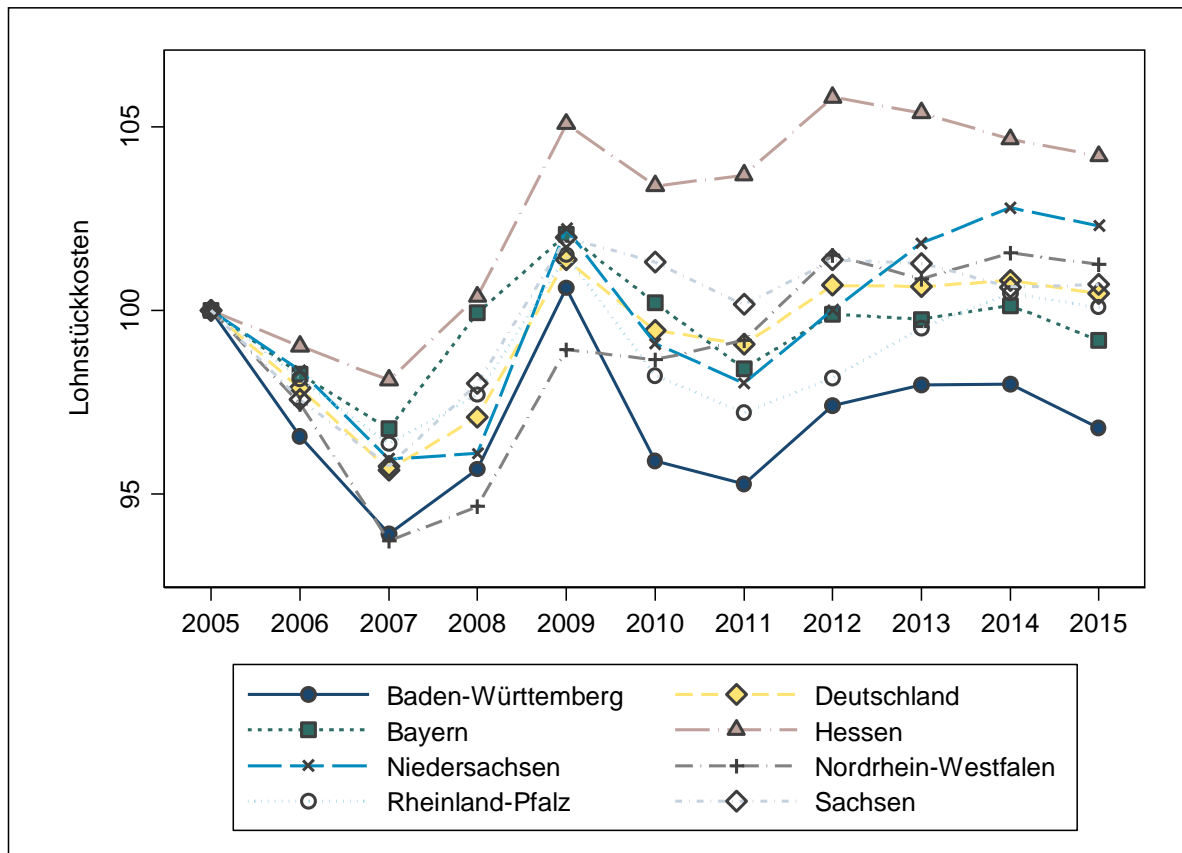 Lohnstückkosten
105
100
95
2005 2006 2007 2008 2009 2010 2011 2012 2013 2014 2015
Baden-Württemberg Deutschland
Bayern Hessen
Niedersachsen Nordrhein-Westfalen
Rheinland-Pfalz Sachsen